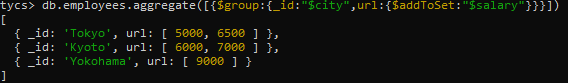 tycs> db.employees.aggregate([{$group:{_id:"$city",url:{$addToSet:"$salary"}}}])
[
  { _id: 'Tokyo', url: [ 5000, 6500 ] },
  { _id: 'Kyoto', url: [ 6000, 7000 ] },
  { _id: 'Yokohama', url: [ 9000 ] }
]